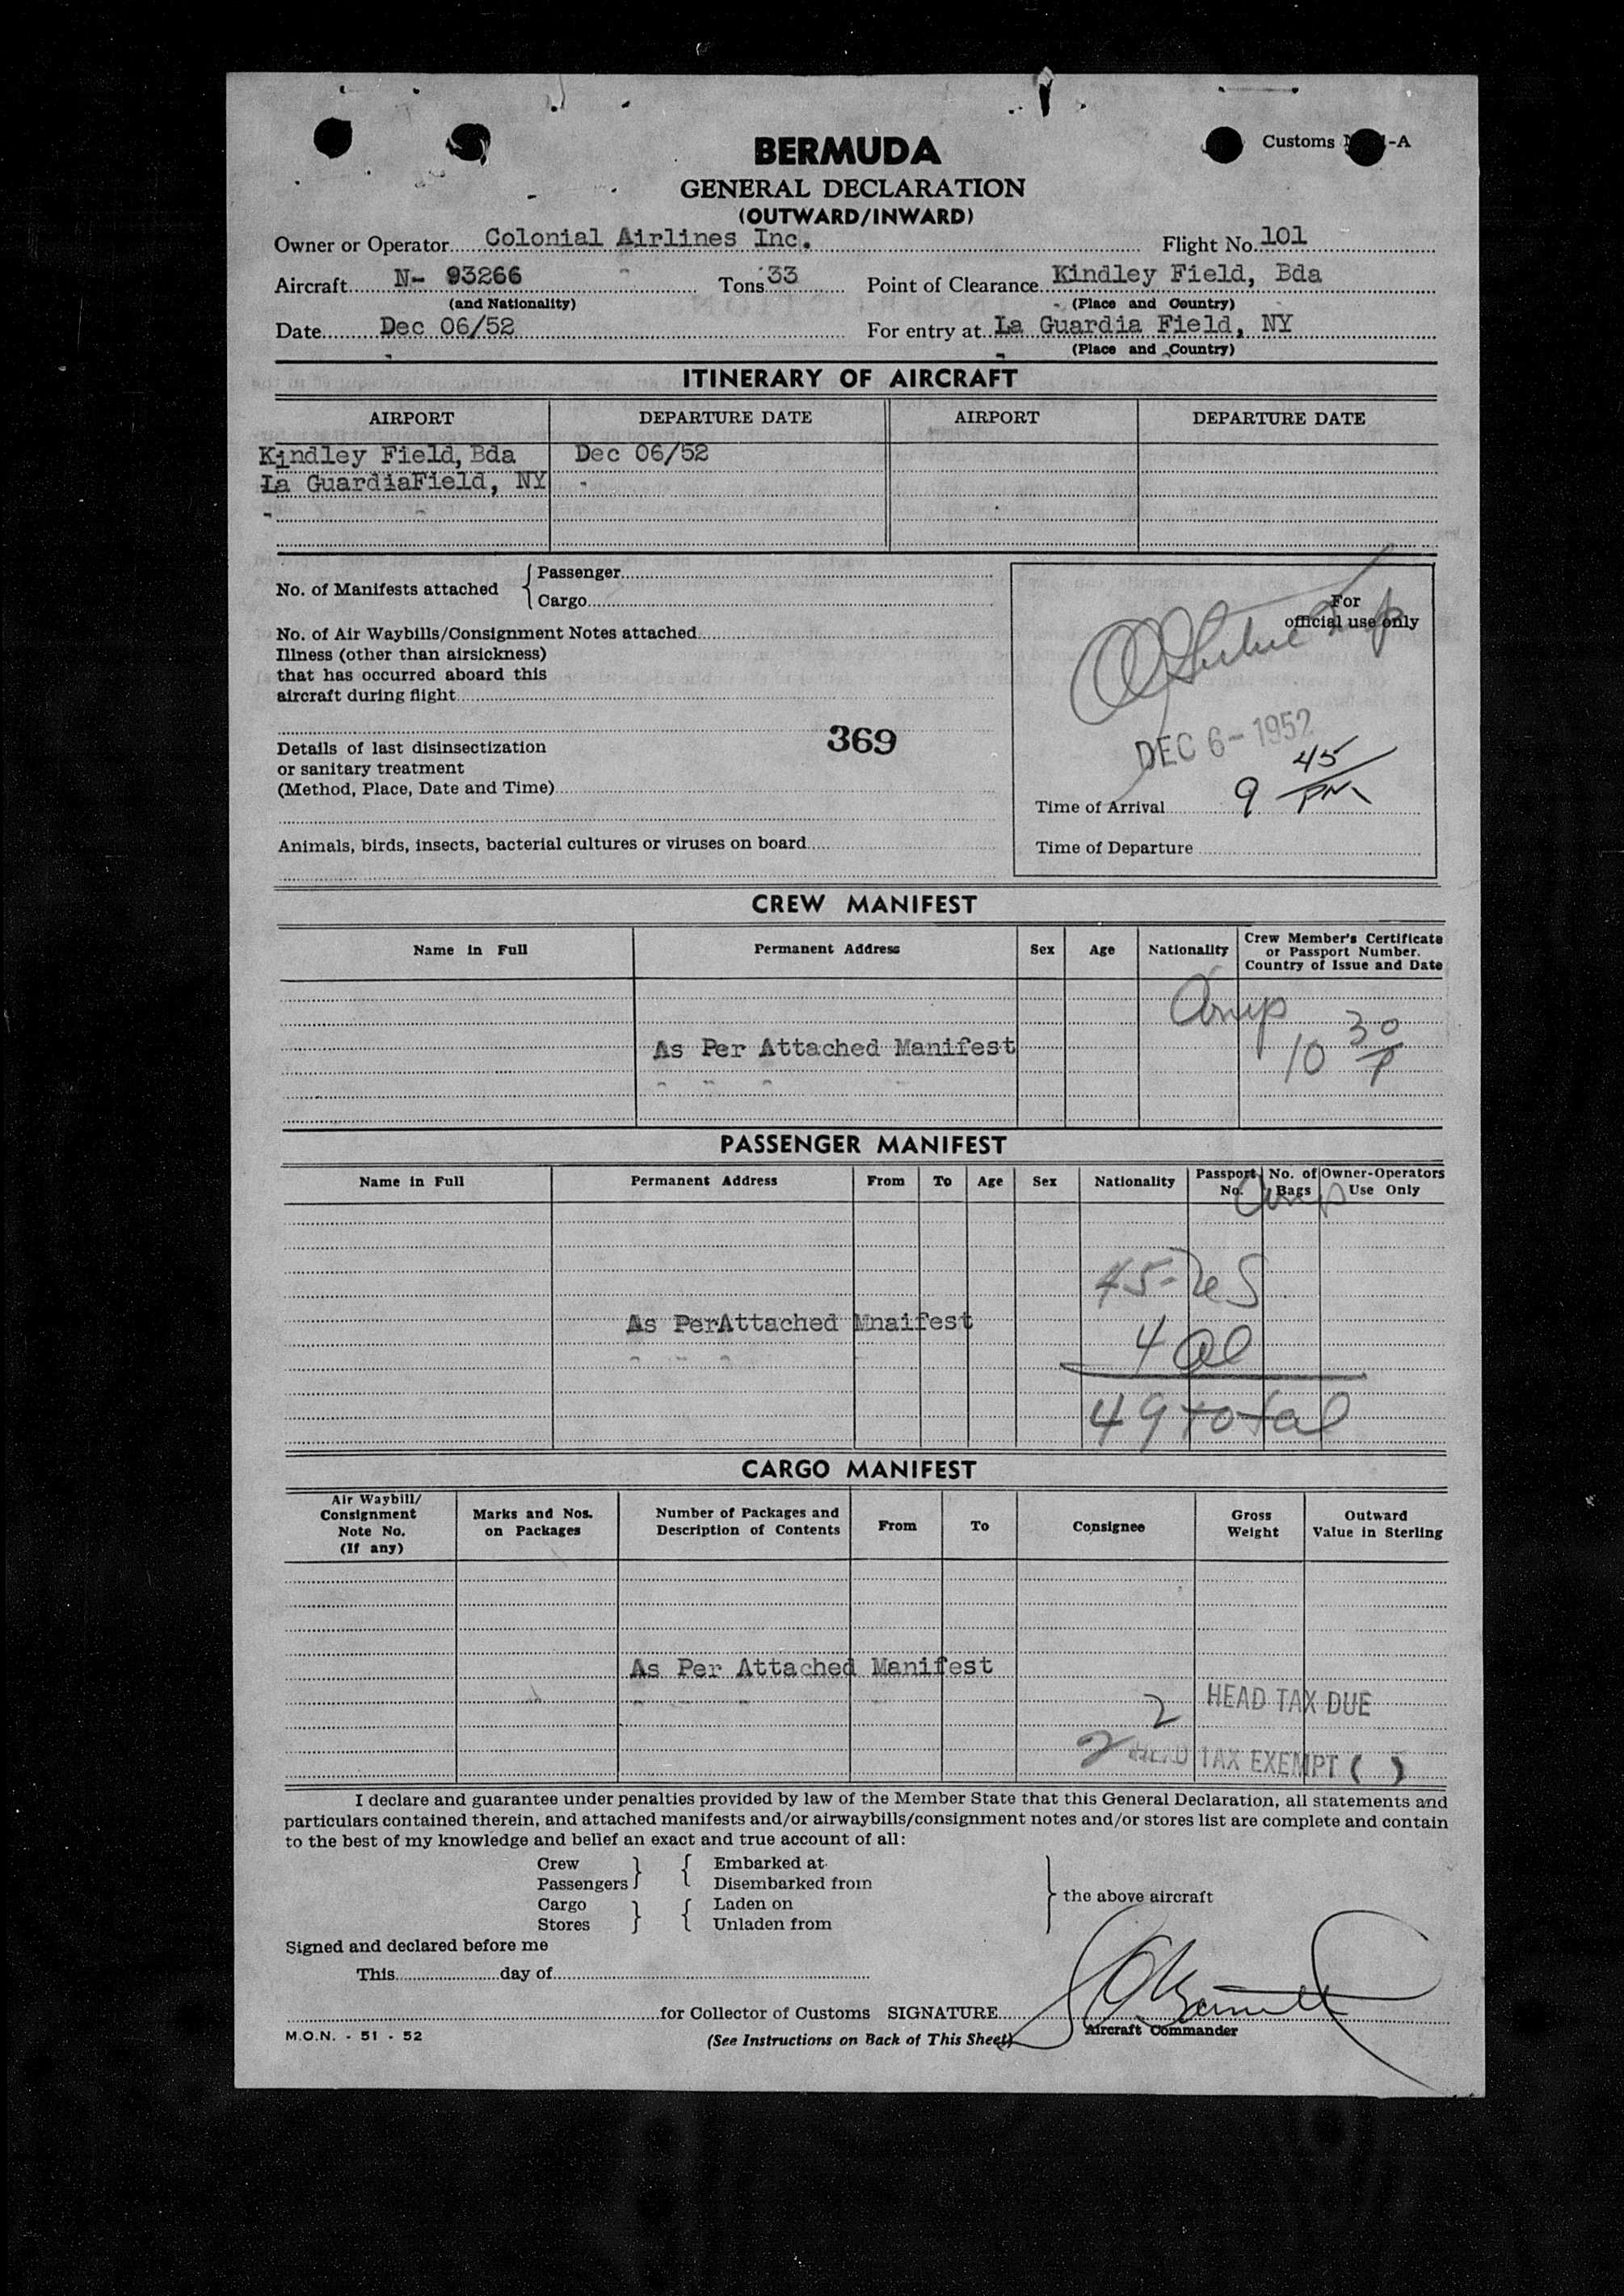 Customs -A
BERMUDA
GENERAL DECLARATION
(OUTWARD/INWARD)
Owner or Operator Colonial Airlines Inc. Flight No. 101
Aircraft N- 93266 Tons 33 Point of Clearance Kindley Field, Bda
(and Nationality) (Place and Country)
Date Dec 06/52 For entry at La Guardia Field, NY
(Place and Country)
ITINERARY OF AIRCRAFT
AIRPORT DEPARTURE DATE AIRPORT DEPARTURE DATE
Kindley Field, Bda Dec 06/52
La GuardiaField, NY
No. of Manifests attached { Passenger
Cargo
For
official use only
No. of Air Waybills/Consignment Notes attached
Illness (other than airsickness)
that has occurred aboard this
aircraft during flight
369
DEC 6 - 1952
Details of last disinsectization
or sanitary treatment
(Method, Place, Date and Time)
Time of Arrival 9 45/PM
Animals, birds, insects, bacterial cultures or viruses on board
Time of Departure
CREW MANIFEST
Name in Full Permanent Address Sex Age Nationality Crew Member's Certificate
or Passport Number.
Country of Issue and Date
As Per Attached Manifest
10 30/P
PASSENGER MANIFEST
Name in Full Permanent Address From To Age Sex Nationality Passport No. No. of Bags Owner-Operators Use Only
45-
As PerAttached Mnaifest
4
49 total
CARGO MANIFEST
Air Waybill/
Consignment
Note No.
(If any)
Marks and Nos.
on Packages
Number of Packages and
Description of Contents
From To Consignee
Gross
Weight
Outward
Value in Sterling
As Per Attached Manifest
2 HEAD TAX DUE
2 HEAD TAX EXEMPT ( )
I declare and guarantee under penalties provided by law of the Member State that this General Declaration, all statements and
particulars contained therein, and attached manifests and/or airwaybills/consignment notes and/or stores list are complete and contain
to the best of my knowledge and belief an exact and true account of all:
Crew } { Embarked at
Passengers Disembarked from
Cargo } { Laden on
Stores Unladen from
} the above aircraft
Signed and declared before me
This day of
for Collector of Customs SIGNATURE
Aircraft Commander
M.O.N. - 51 - 52
(See Instructions on Back of This Sheet)